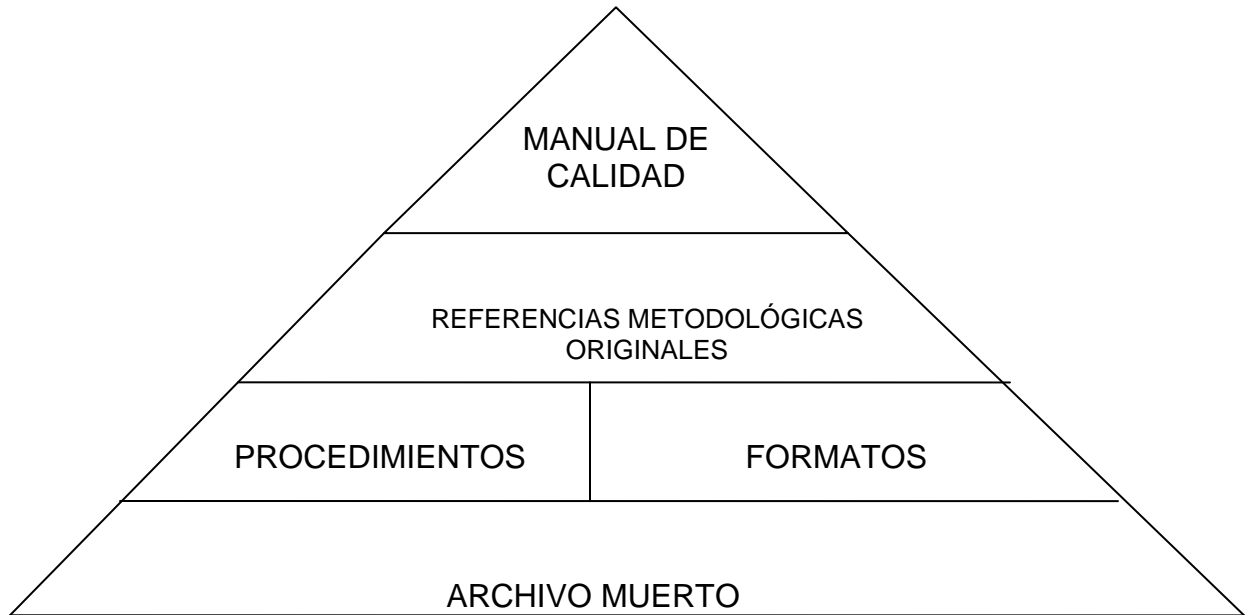 MANUAL DE
CALIDAD
REFERENCIAS METODOLÓGICAS
ORIGINALES
PROCEDIMIENTOS
FORMATOS
ARCHIVO MUERTO